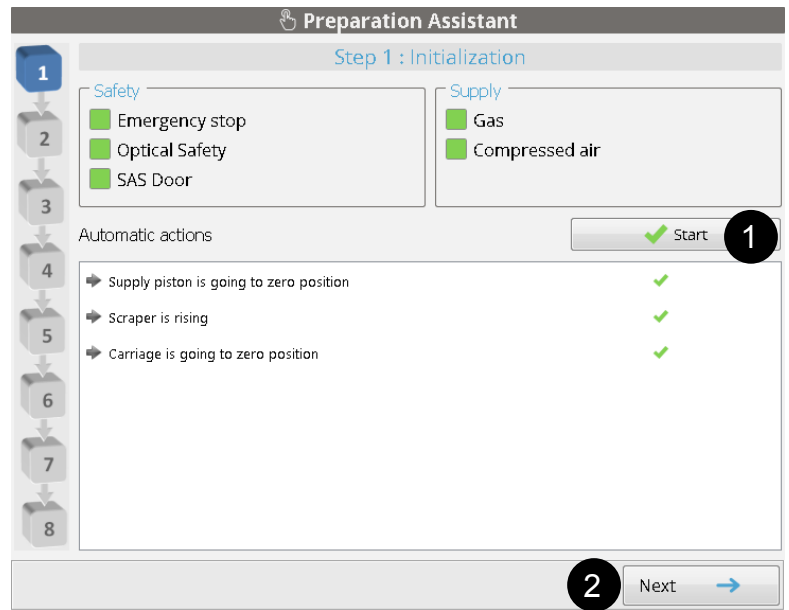 Preparation Assistant
Step 1 : Initialization
1
2
3
4
5
6
7
8
Safety
Emergency stop
Optical Safety
SAS Door
Supply
Gas
Compressed air
Automatic actions
Start
1
Supply piston is going to zero position
Scraper is rising
Carriage is going to zero position
2
Next